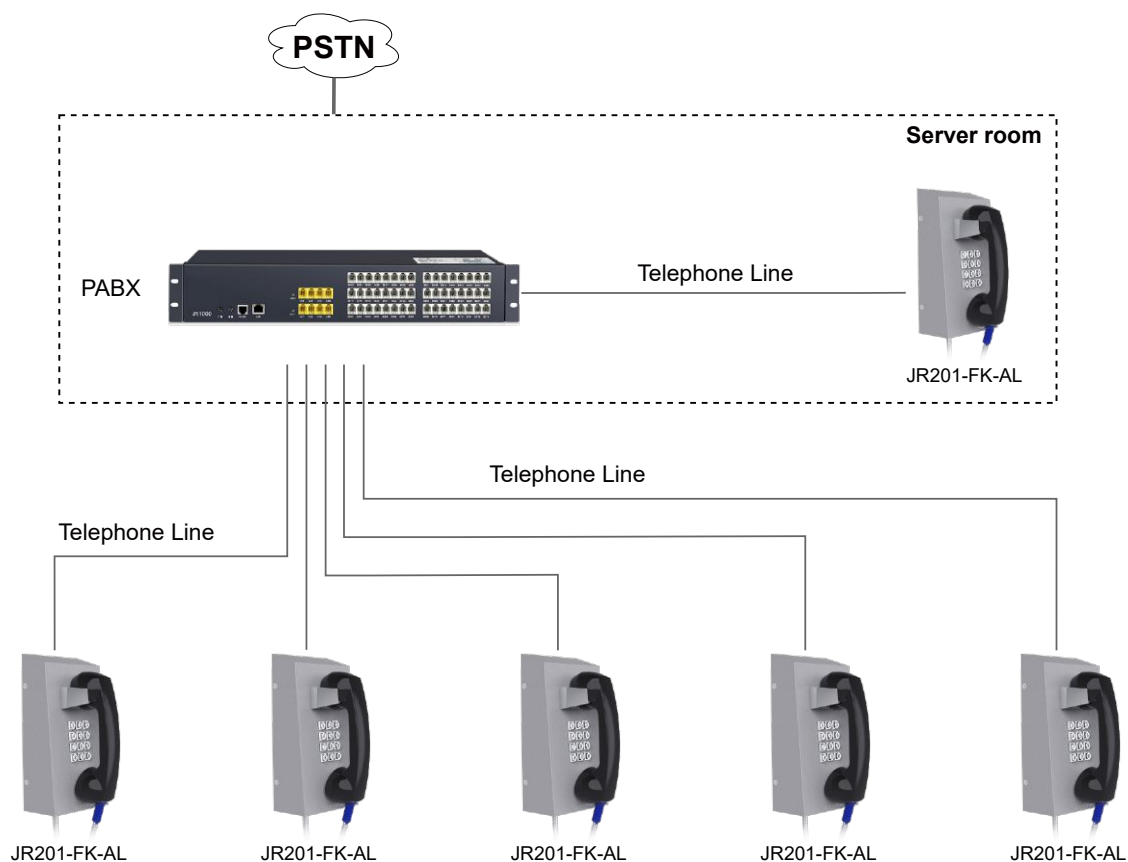 PSTN
Server room
PABX
Telephone Line
JR201-FK-AL
Telephone Line
Telephone Line
JR201-FK-AL
JR201-FK-AL
JR201-FK-AL
JR201-FK-AL
JR201-FK-AL